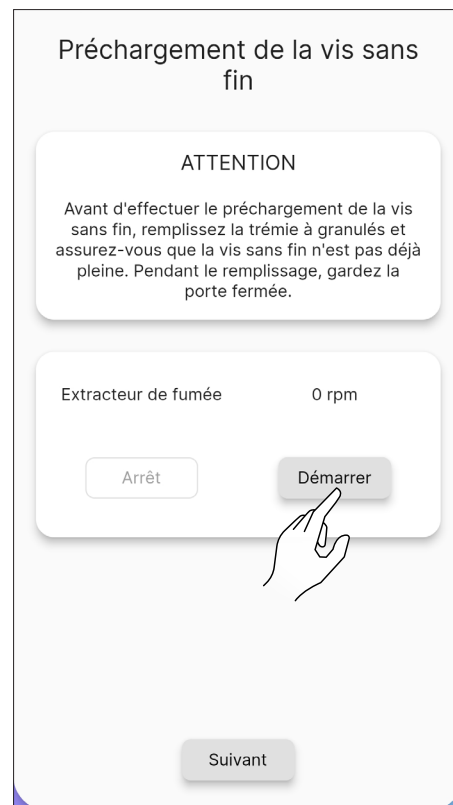 Préchargement de la vis sans
fin
ATTENTION
Avant d'effectuer le préchargement de la vis
sans fin, remplissez la trémie à granulés et
assurez-vous que la vis sans fin n'est pas déjà
pleine. Pendant le remplissage, gardez la
porte fermée.
Extracteur de fumée 0 rpm
Arrêt Démarrer
Suivant